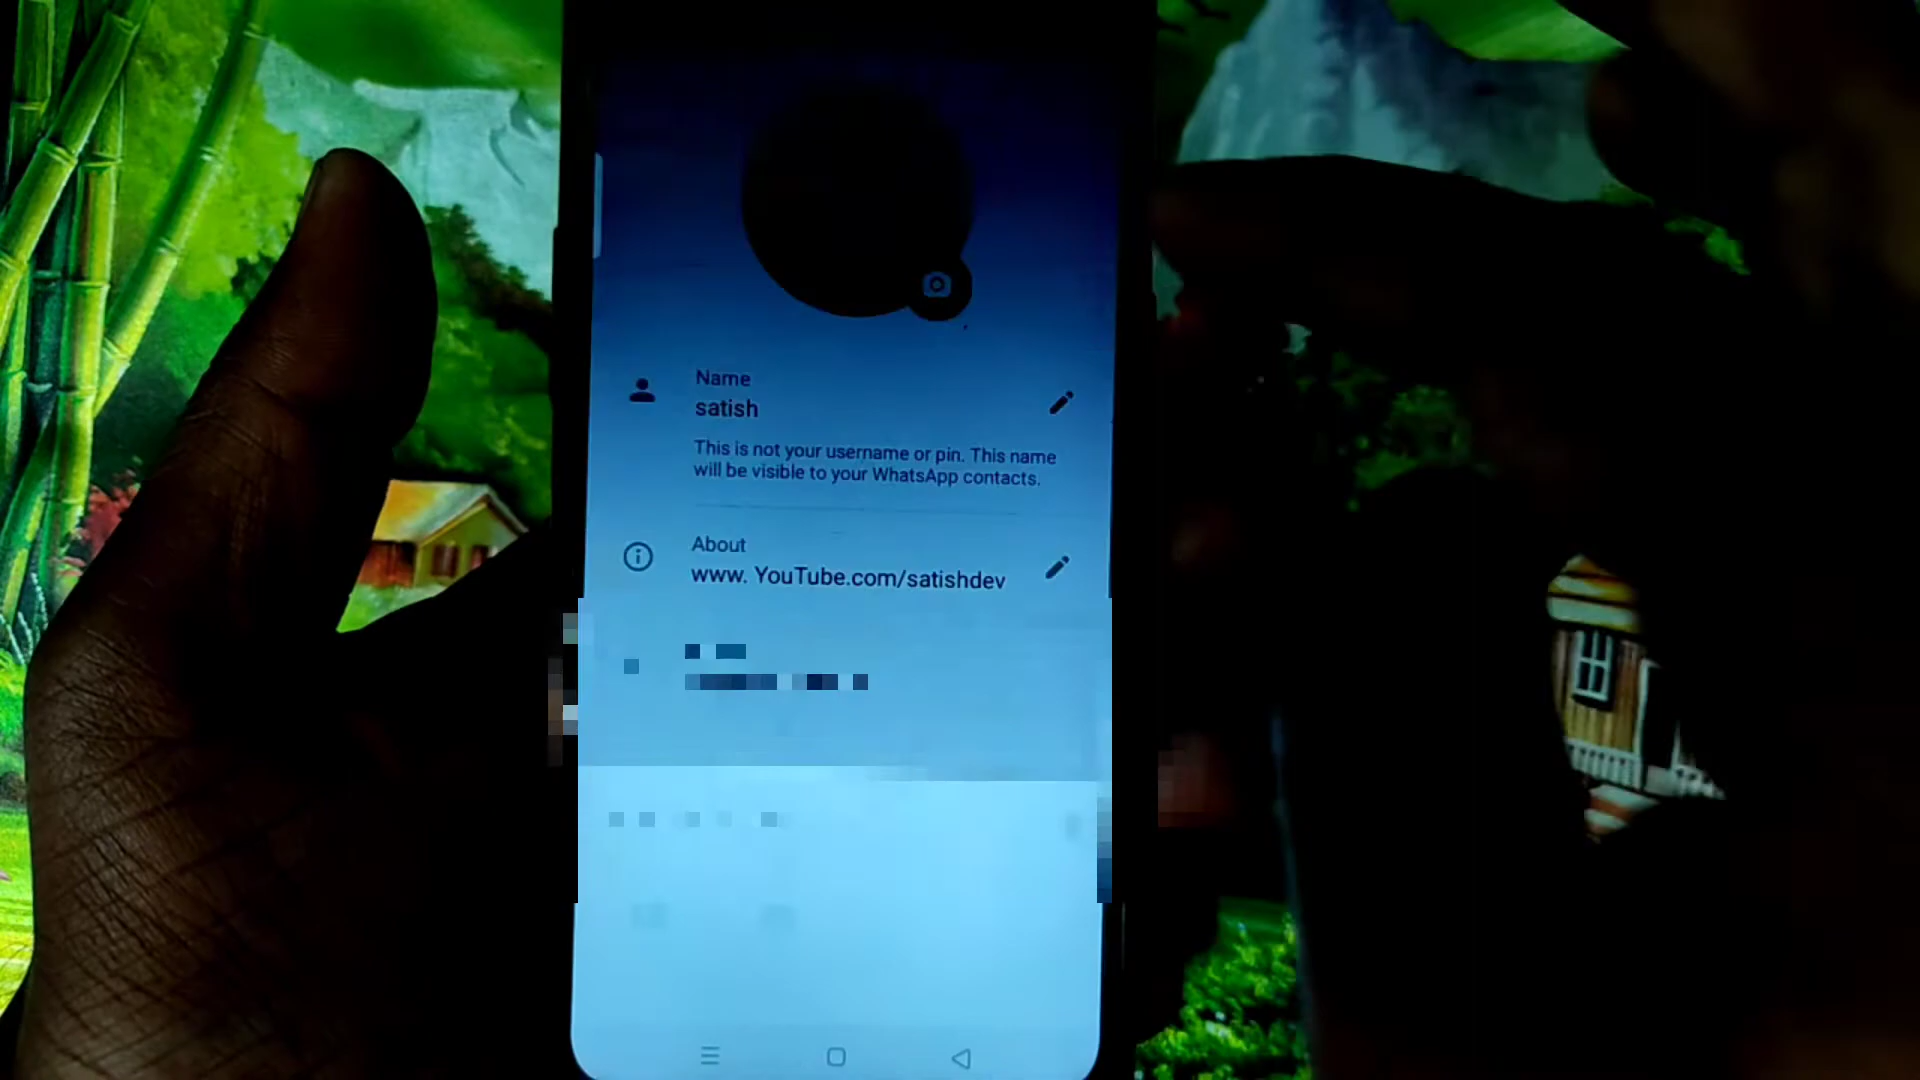 Name
satish
This is not your username or pin. This name
will be visible to your WhatsApp contacts.
About
www. YouTube.com/satishdev